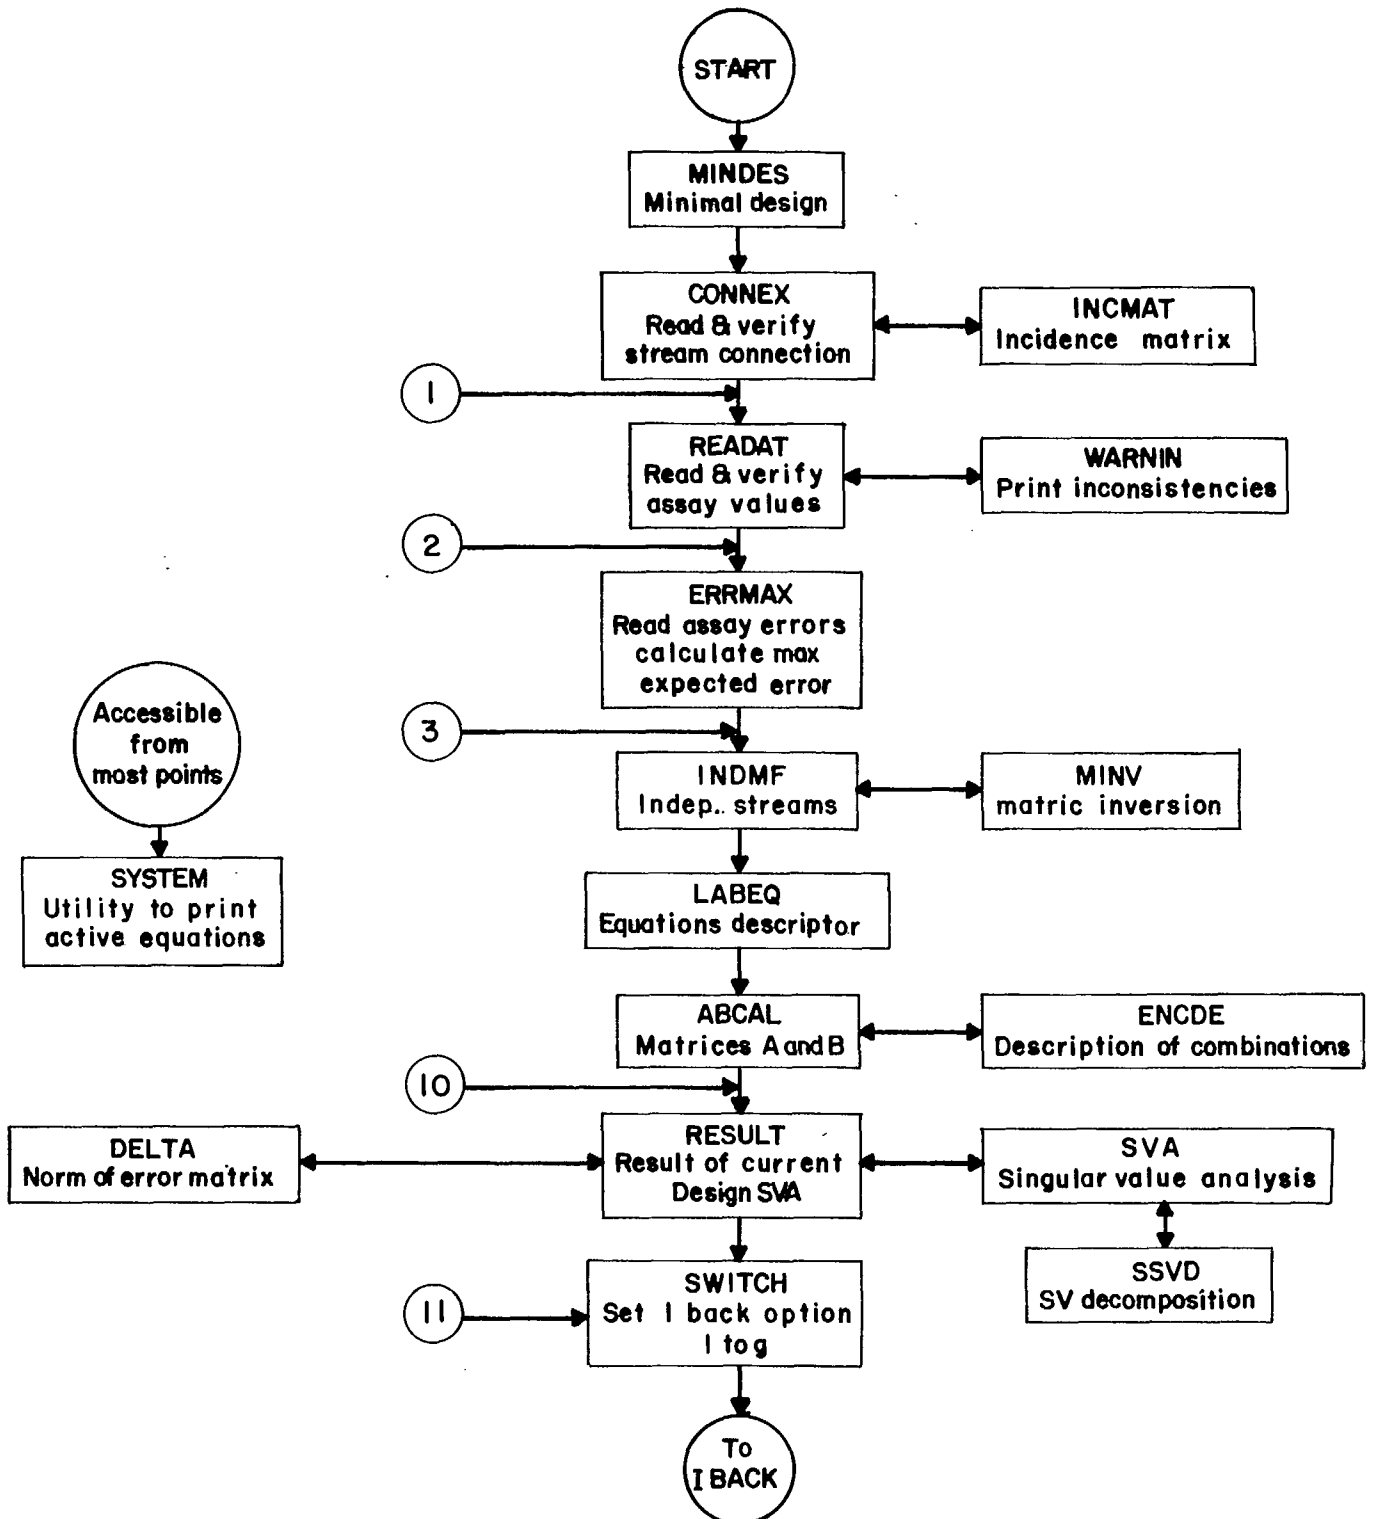 START
MINDES
Minimal design
CONNEX
Read & verify
stream connection
INCMAT
Incidence matrix
1
READAT
Read & verify
assay values
WARNIN
Print inconsistencies
2
ERRMAX
Read assay errors
calculate max
expected error
Accessible
from
most points
3
INDMF
Indep.. streams
MINV
matric inversion
SYSTEM
Utility to print
active equations
LABEQ
Equations descriptor
ABCAL
Matrices A and B
ENCDE
Description of combinations
10
DELTA
Norm of error matrix
RESULT
Result of current
Design SVA
SVA
Singular value analysis
SSVD
SV decomposition
11
SWITCH
Set I back option
I to g
To
I BACK